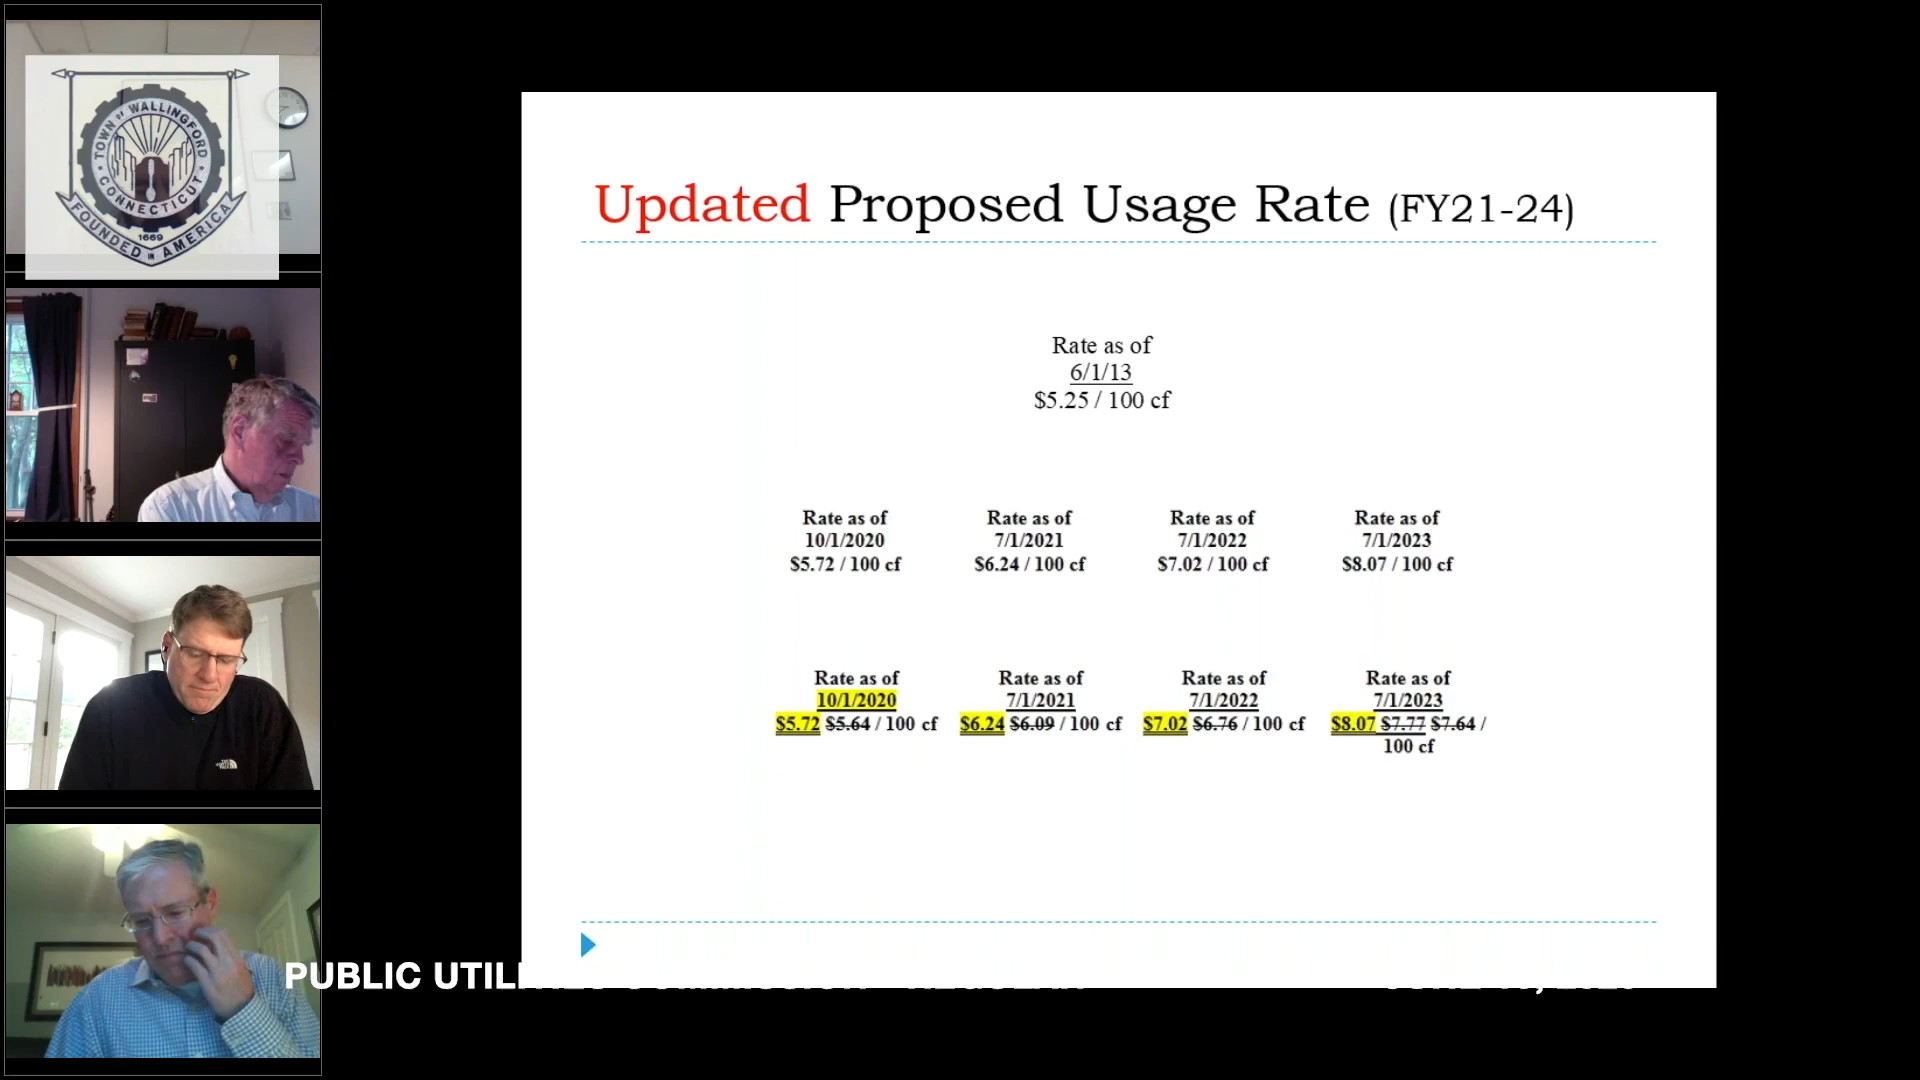 TOWN OF WALLINGFORD
CONNECTICUT
1669
FOUNDED IN AMERICA
Updated Proposed Usage Rate (FY21-24)
Rate as of
6/1/13
$5.25 / 100 cf
Rate as of
10/1/2020
$5.72 / 100 cf
Rate as of
7/1/2021
$6.24 / 100 cf
Rate as of
7/1/2022
$7.02 / 100 cf
Rate as of
7/1/2023
$8.07 / 100 cf
Rate as of
10/1/2020
$5.72 $5.64 / 100 cf
Rate as of
7/1/2021
$6.24 $6.09 / 100 cf
Rate as of
7/1/2022
$7.02 $6.76 / 100 cf
Rate as of
7/1/2023
$8.07 $7.77 $7.64 /
100 cf
PUBLIC